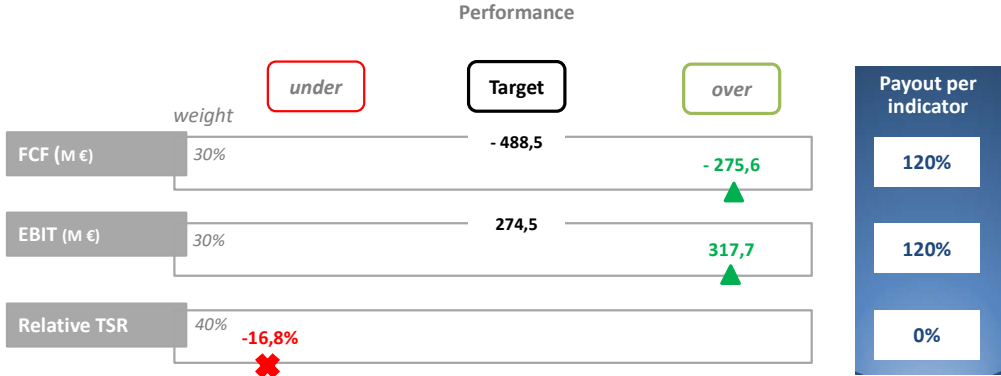 Performance
under
Target
over
Payout per
indicator
weight
FCF (M €)
30%
- 488,5
- 275,6
120%
EBIT (M €)
30%
274,5
317,7
120%
Relative TSR
40%
-16,8%
0%